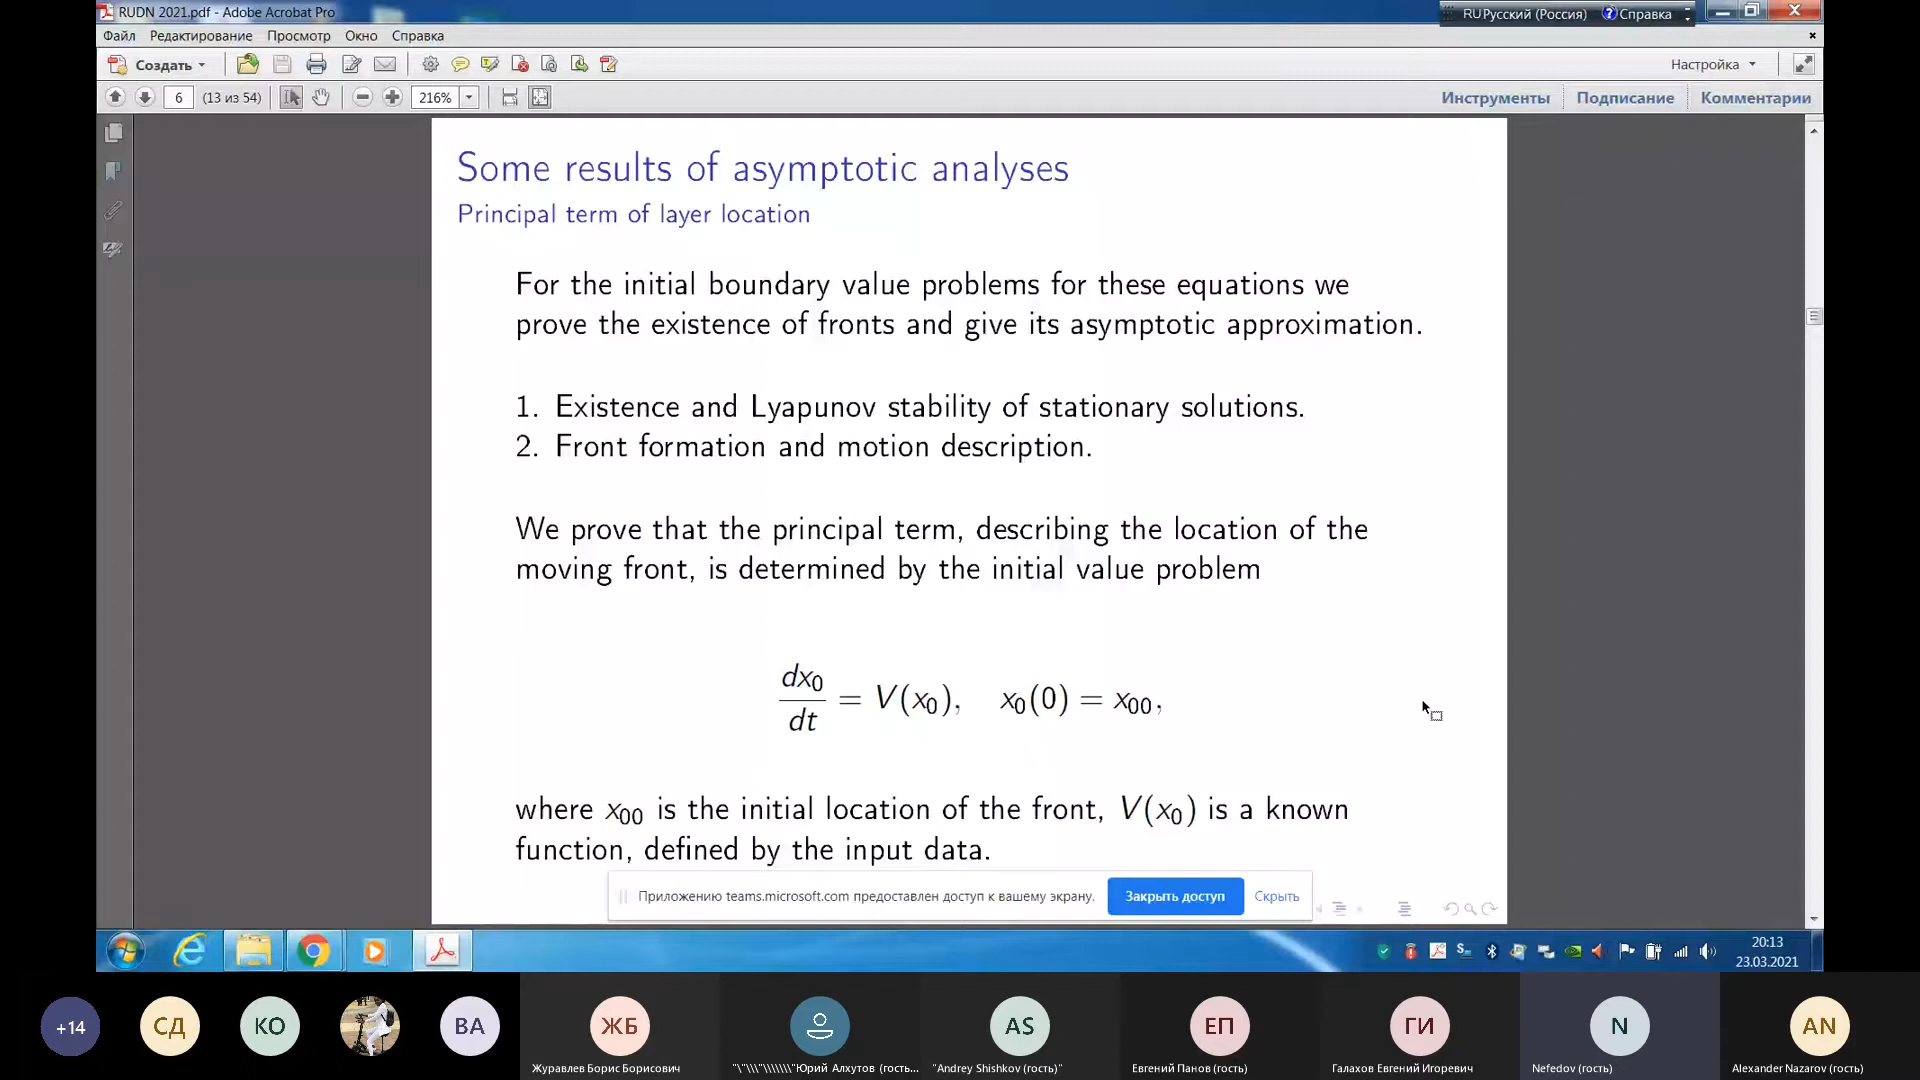 RUDN 2021.pdf - Adobe Acrobat Pro
RU Русский (Россия) Справка
Файл Редактирование Просмотр Окно Справка
Создать
Настройка
6 (13 из 54) 216%
Инструменты Подписание Комментарии
Some results of asymptotic analyses
Principal term of layer location
For the initial boundary value problems for these equations we
prove the existence of fronts and give its asymptotic approximation.
1. Existence and Lyapunov stability of stationary solutions.
2. Front formation and motion description.
We prove that the principal term, describing the location of the
moving front, is determined by the initial value problem
dx₀/dt = V(x₀), x₀(0) = x₀₀,
where x₀₀ is the initial location of the front, V(x₀) is a known
function, defined by the input data.
Приложению teams.microsoft.com предоставлен доступ к вашему экрану. Закрыть доступ Скрыть
20:13
23.03.2021
+14 СД КО ВА ЖБ AS ЕП ГИ N AN
Журавлев Борис Борисович "\"\\\"\\\\\\\"Юрий Алхутов (гость... "Andrey Shishkov (гость)" Евгений Панов (гость) Галахов Евгений Игоревич Nefedov (гость) Alexander Nazarov (гость)